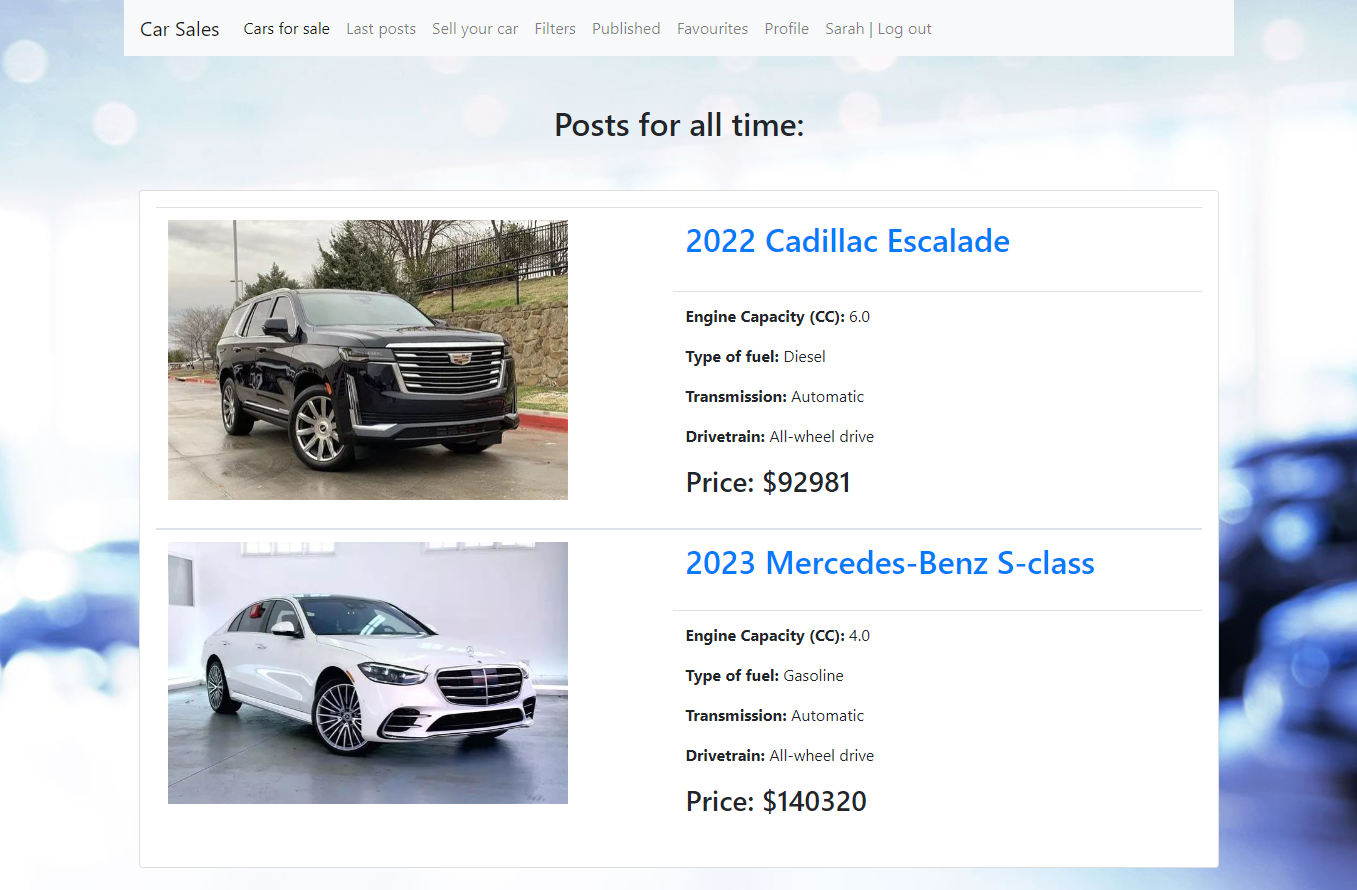 Car Sales Cars for sale Last posts Sell your car Filters Published Favourites Profile Sarah | Log out
Posts for all time:
2022 Cadillac Escalade
Engine Capacity (CC): 6.0
Type of fuel: Diesel
Transmission: Automatic
Drivetrain: All-wheel drive
Price: $92981
2023 Mercedes-Benz S-class
Engine Capacity (CC): 4.0
Type of fuel: Gasoline
Transmission: Automatic
Drivetrain: All-wheel drive
Price: $140320